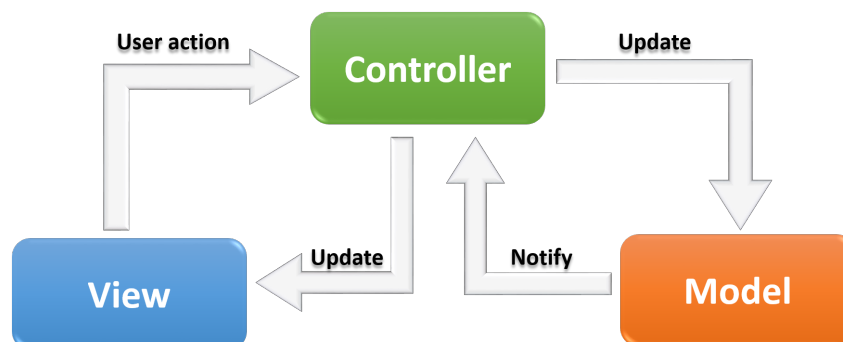 User action
Controller
Update
Update
Notify
View
Model